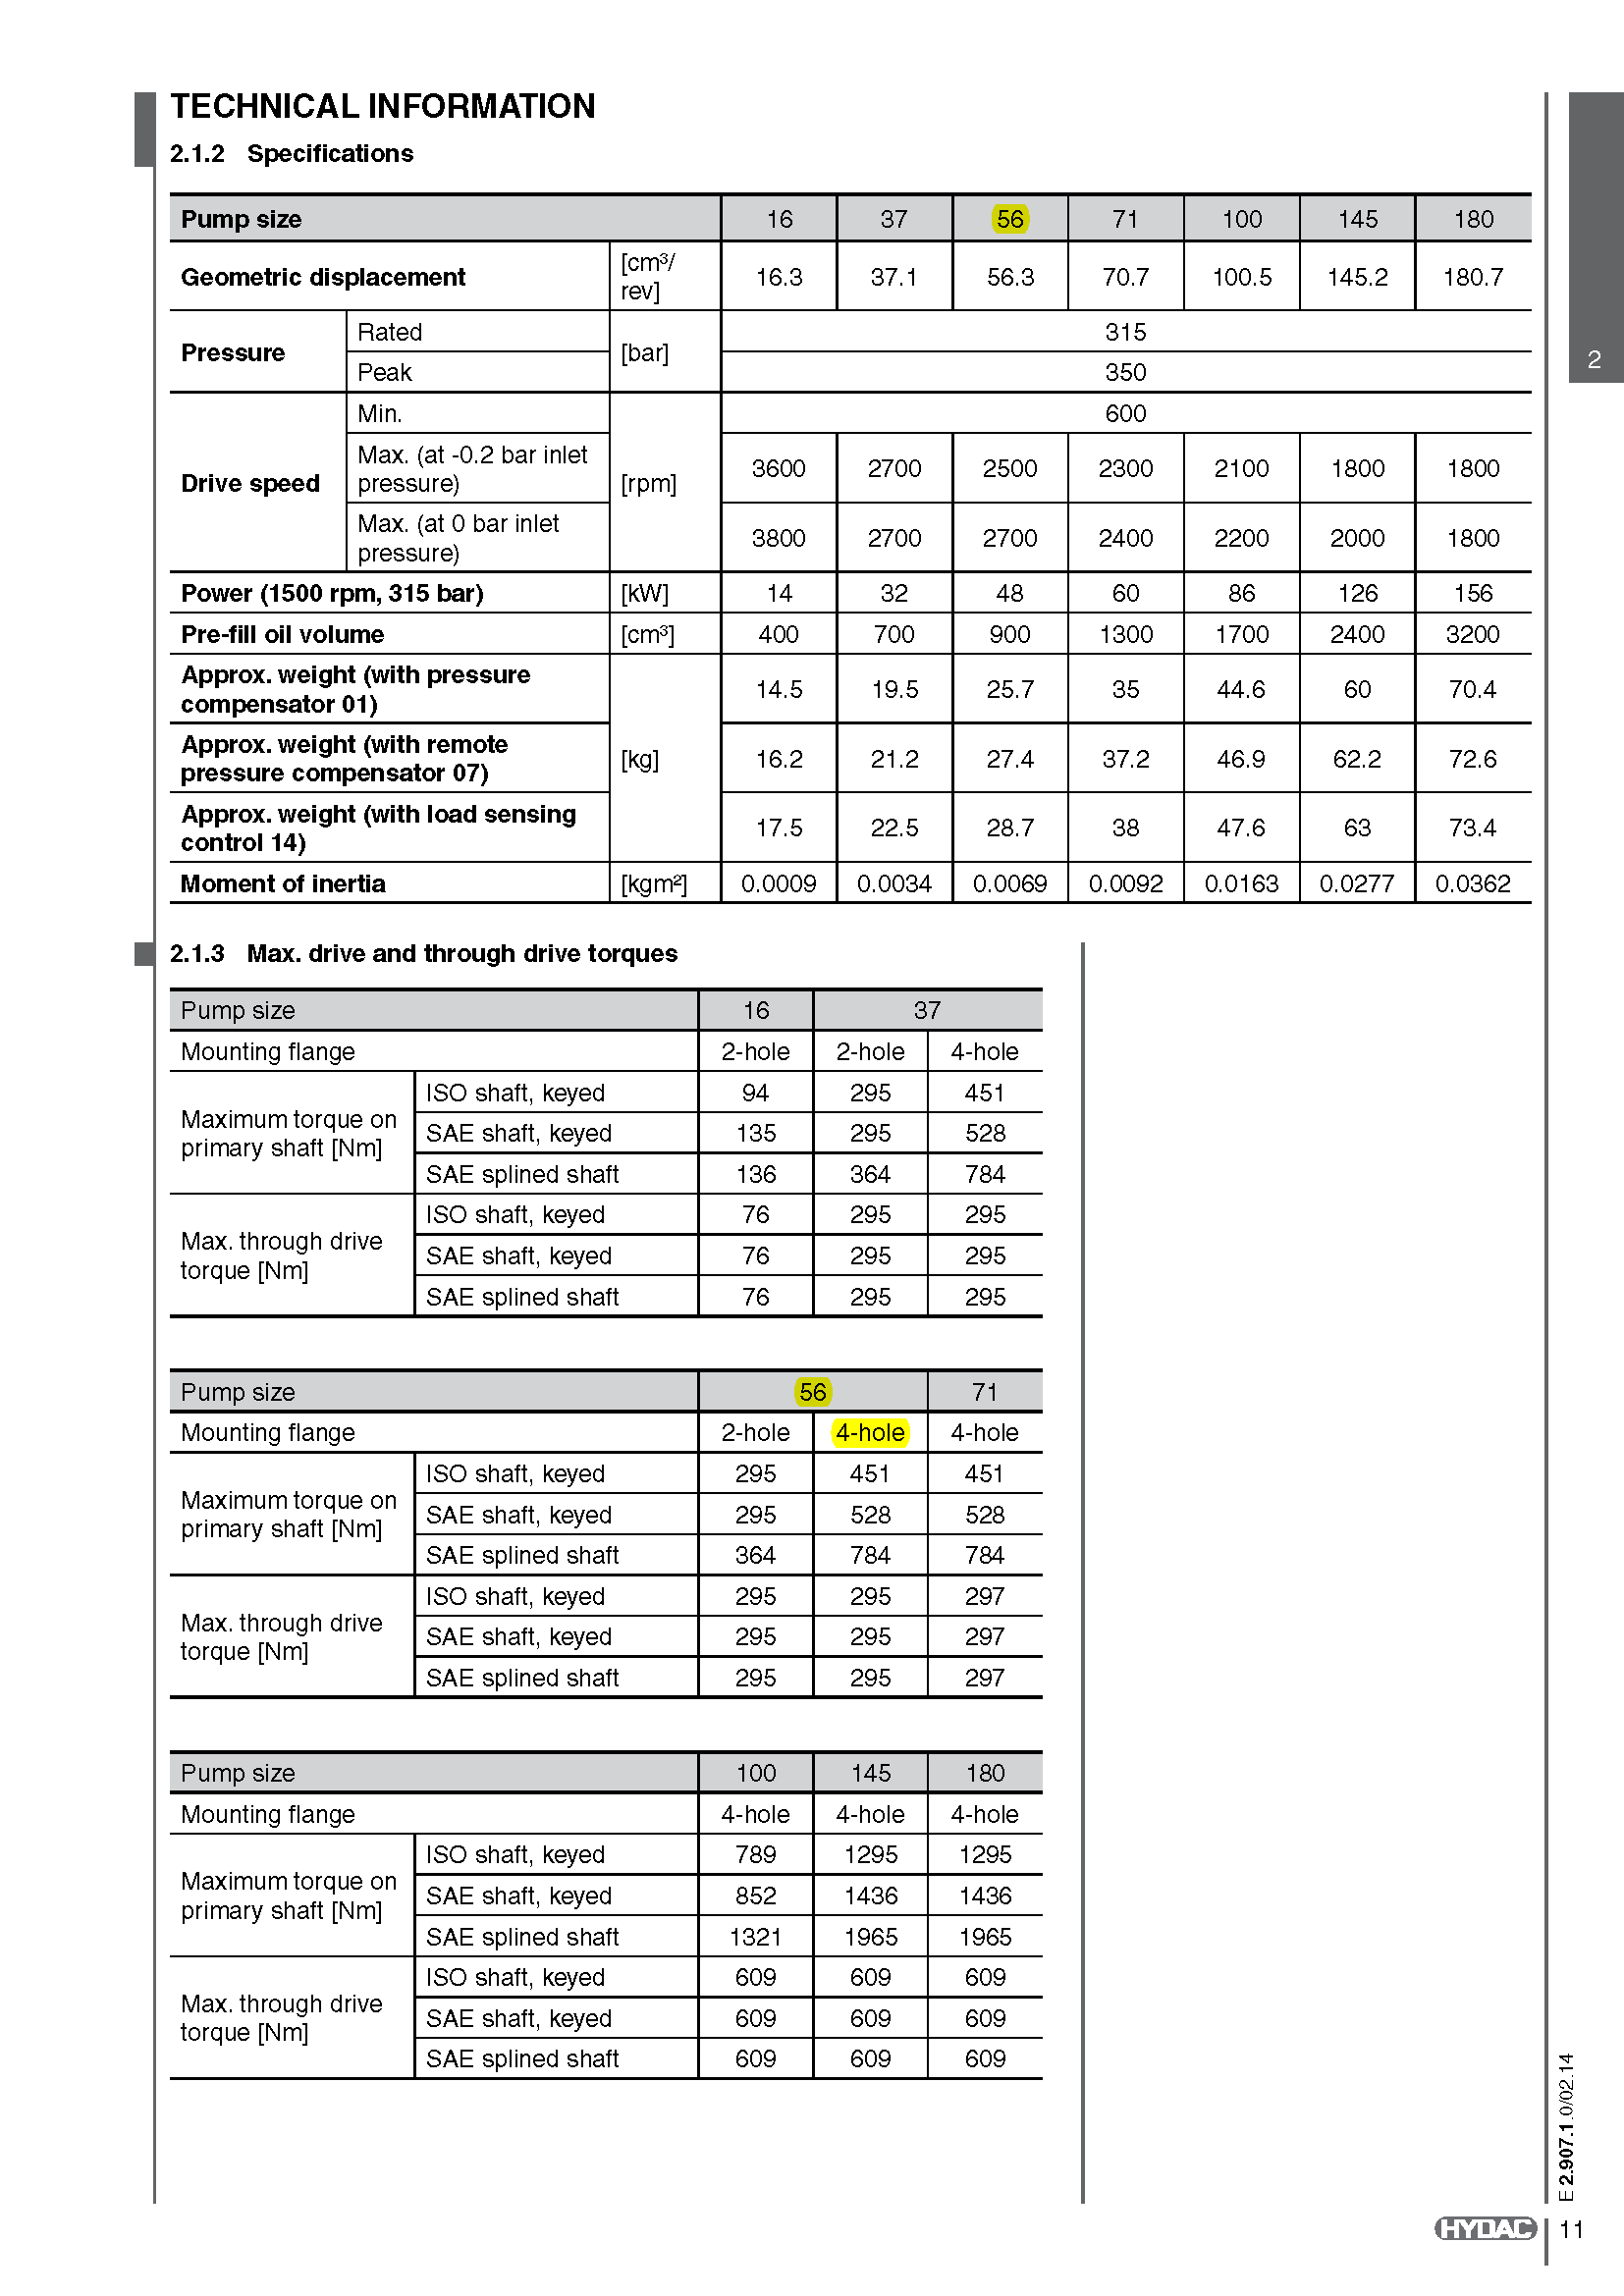 TECHNICAL INFORMATION
2.1.2 Specifications
Pump size 16 37 56 71 100 145 180
Geometric displacement [cm³/rev] 16.3 37.1 56.3 70.7 100.5 145.2 180.7
Pressure Rated [bar] 315
Peak 350
Drive speed Min. [rpm] 600
Max. (at -0.2 bar inlet pressure) 3600 2700 2500 2300 2100 1800 1800
Max. (at 0 bar inlet pressure) 3800 2700 2700 2400 2200 2000 1800
Power (1500 rpm, 315 bar) [kW] 14 32 48 60 86 126 156
Pre-fill oil volume [cm³] 400 700 900 1300 1700 2400 3200
Approx. weight (with pressure compensator 01) [kg] 14.5 19.5 25.7 35 44.6 60 70.4
Approx. weight (with remote pressure compensator 07) 16.2 21.2 27.4 37.2 46.9 62.2 72.6
Approx. weight (with load sensing control 14) 17.5 22.5 28.7 38 47.6 63 73.4
Moment of inertia [kgm²] 0.0009 0.0034 0.0069 0.0092 0.0163 0.0277 0.0362
2.1.3 Max. drive and through drive torques
Pump size 16 37
Mounting flange 2-hole 2-hole 4-hole
Maximum torque on primary shaft [Nm] ISO shaft, keyed 94 295 451
SAE shaft, keyed 135 295 528
SAE splined shaft 136 364 784
Max. through drive torque [Nm] ISO shaft, keyed 76 295 295
SAE shaft, keyed 76 295 295
SAE splined shaft 76 295 295
Pump size 56 71
Mounting flange 2-hole 4-hole 4-hole
Maximum torque on primary shaft [Nm] ISO shaft, keyed 295 451 451
SAE shaft, keyed 295 528 528
SAE splined shaft 364 784 784
Max. through drive torque [Nm] ISO shaft, keyed 295 295 297
SAE shaft, keyed 295 295 297
SAE splined shaft 295 295 297
Pump size 100 145 180
Mounting flange 4-hole 4-hole 4-hole
Maximum torque on primary shaft [Nm] ISO shaft, keyed 789 1295 1295
SAE shaft, keyed 852 1436 1436
SAE splined shaft 1321 1965 1965
Max. through drive torque [Nm] ISO shaft, keyed 609 609 609
SAE shaft, keyed 609 609 609
SAE splined shaft 609 609 609
2
E 2.907.1.0/02.14
HYDAC 11